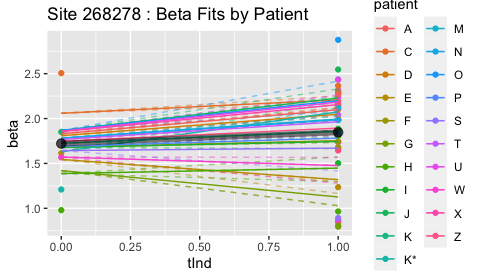 Site 268278 : Beta Fits by Patient
beta
2.5
2.0
1.5
1.0
0.00
0.25
0.50
0.75
1.00
tInd
patient
A
C
D
E
F
G
H
I
J
K
K*
M
N
O
P
S
T
U
W
X
Z